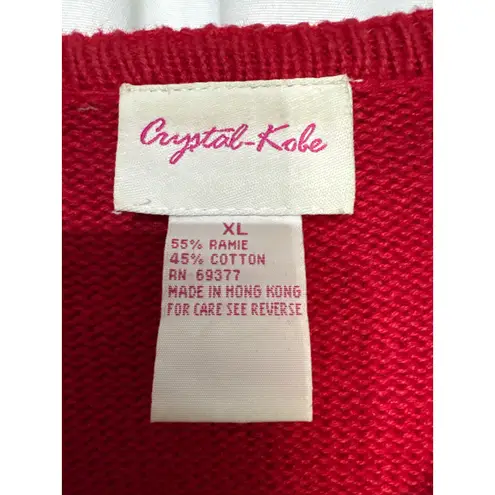 Crystal-Kobe
XL
55% RAMIE
45% COTTON
RN 69377
MADE IN HONG KONG
FOR CARE SEE REVERSE